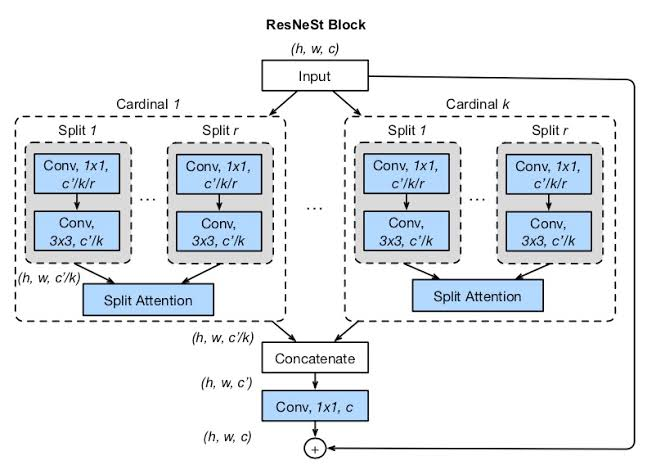 ResNeSt Block
(h, w, c)
Input
Cardinal 1
Cardinal k
Split 1
Split r
Split 1
Split r
Conv, 1x1,
c'/k/r
Conv, 1x1,
c'/k/r
Conv, 1x1,
c'/k/r
Conv, 1x1,
c'/k/r
...
...
...
Conv,
3x3, c'/k
Conv,
3x3, c'/k
Conv,
3x3, c'/k
Conv,
3x3, c'/k
(h, w, c'/k)
Split Attention
Split Attention
(h, w, c'/k)
Concatenate
(h, w, c')
Conv, 1x1, c
(h, w, c)
+